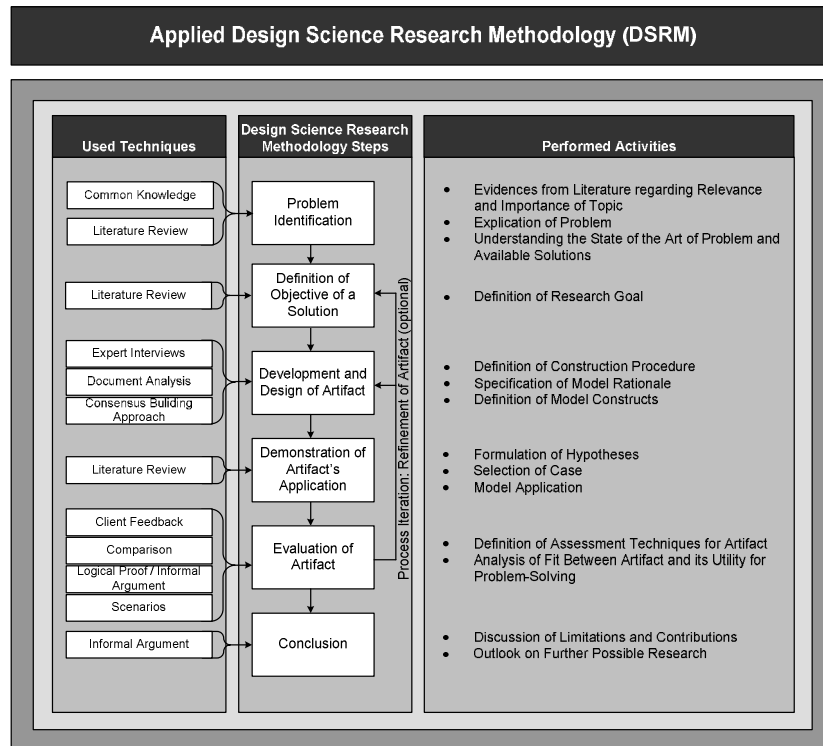 Applied Design Science Research Methodology (DSRM)
Used Techniques
Common Knowledge
Literature Review
Literature Review
Expert Interviews
Document Analysis
Consensus Buliding
Approach
Literature Review
Client Feedback
Comparison
Logical Proof / Informal
Argument
Scenarios
Informal Argument
Design Science Research
Methodology Steps
Problem
Identification
Definition of
Objective of a
Solution
Development and
Design of Artifact
Demonstration of
Artifact's
Application
Evaluation of
Artifact
Conclusion
Process Iteration: Refinement of Artifact (optional)
Performed Activities
• Evidences from Literature regarding Relevance
and Importance of Topic
• Explication of Problem
• Understanding the State of the Art of Problem and
Available Solutions
• Definition of Research Goal
• Definition of Construction Procedure
• Specification of Model Rationale
• Definition of Model Constructs
• Formulation of Hypotheses
• Selection of Case
• Model Application
• Definition of Assessment Techniques for Artifact
• Analysis of Fit Between Artifact and its Utility for
Problem-Solving
• Discussion of Limitations and Contributions
• Outlook on Further Possible Research